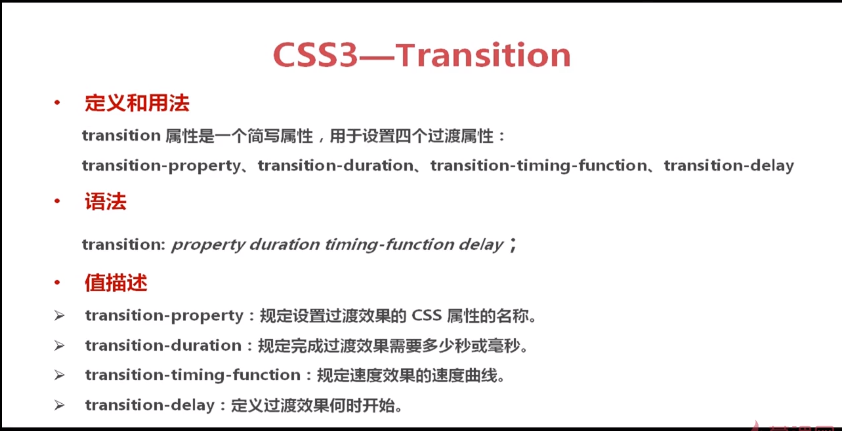 CSS3—Transition
• 定义和用法
transition 属性是一个简写属性，用于设置四个过渡属性：
transition-property、transition-duration、transition-timing-function、transition-delay
• 语法
transition: property duration timing-function delay；
• 值描述
➢ transition-property：规定设置过渡效果的 CSS 属性的名称。
➢ transition-duration：规定完成过渡效果需要多少秒或毫秒。
➢ transition-timing-function：规定速度效果的速度曲线。
➢ transition-delay：定义过渡效果何时开始。